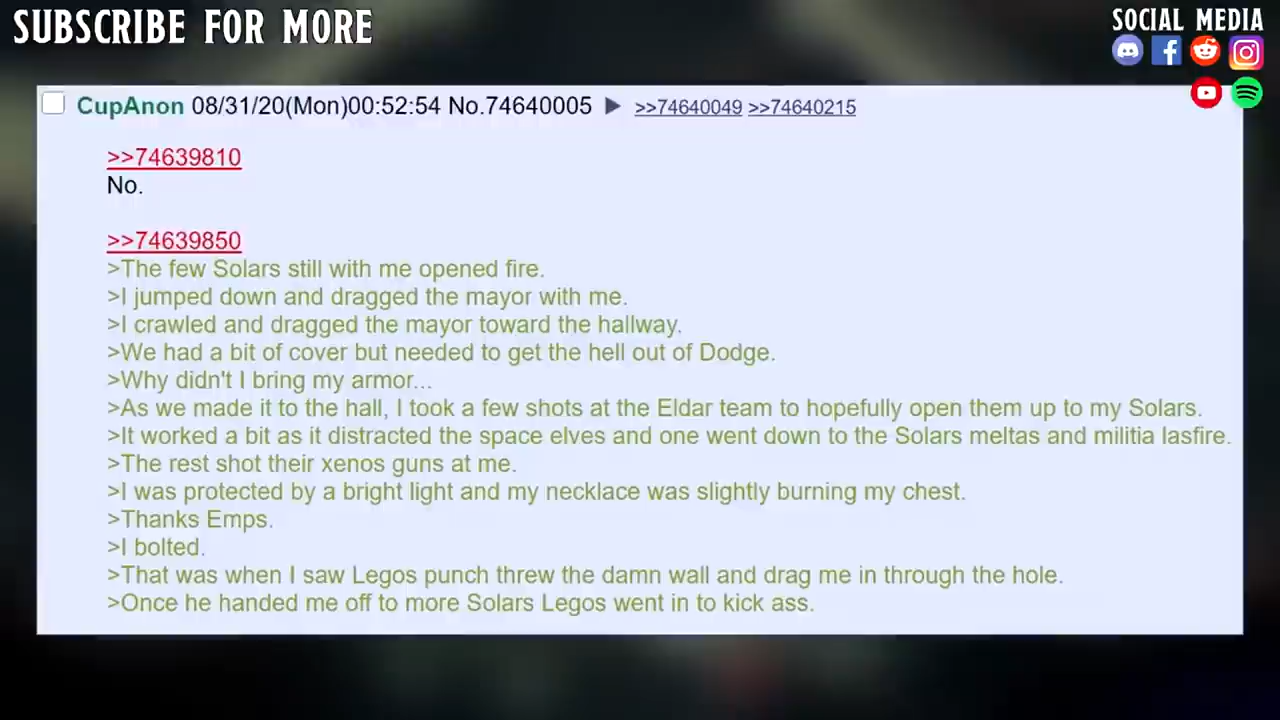 SUBSCRIBE FOR MORE
SOCIAL MEDIA
CupAnon 08/31/20(Mon)00:52:54 No.74640005 ▶ >>74640049 >>74640215
>>74639810
No.
>>74639850
>The few Solars still with me opened fire.
>I jumped down and dragged the mayor with me.
>I crawled and dragged the mayor toward the hallway.
>We had a bit of cover but needed to get the hell out of Dodge.
>Why didn't I bring my armor...
>As we made it to the hall, I took a few shots at the Eldar team to hopefully open them up to my Solars.
>It worked a bit as it distracted the space elves and one went down to the Solars meltas and militia lasfire.
>The rest shot their xenos guns at me.
>I was protected by a bright light and my necklace was slightly burning my chest.
>Thanks Emps.
>I bolted.
>That was when I saw Legos punch threw the damn wall and drag me in through the hole.
>Once he handed me off to more Solars Legos went in to kick ass.